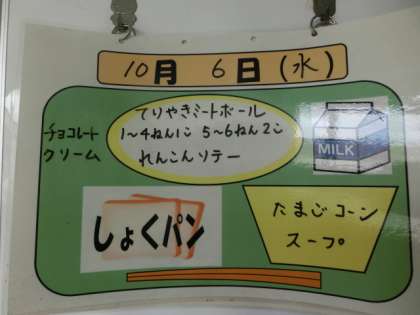 10月 6日(水)
てりやきミートボール
1～4ねん1こ 5～6ねん2こ
れんこんソテー
チョコレート
クリーム
MILK
しょくパン
たまごコーン
スープ